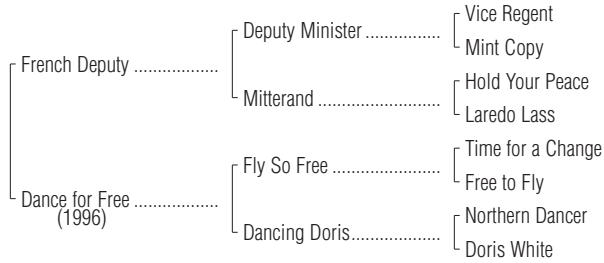 Vice Regent
Deputy Minister ................
Mint Copy
French Deputy ..................
Hold Your Peace
Mitterand ..........................
Laredo Lass
Time for a Change
Fly So Free .......................
Free to Fly
Dance for Free ..................
(1996)
Northern Dancer
Dancing Doris...................
Doris White